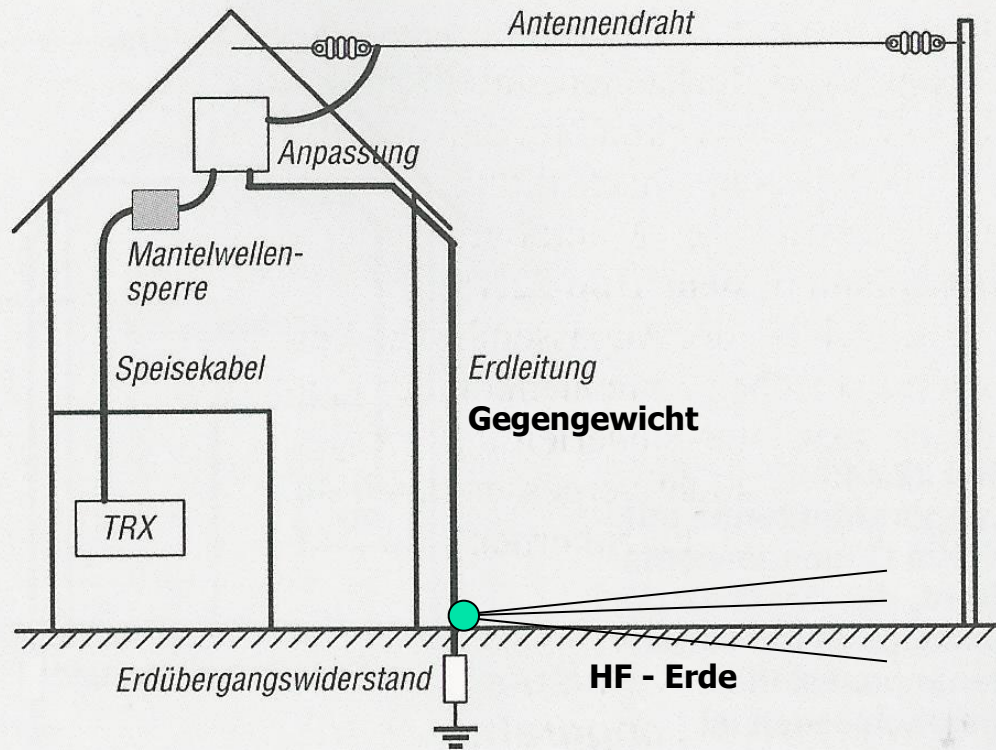 Antennendraht
Anpassung
Mantelwellen-
sperre
Speisekabel
Erdleitung
Gegengewicht
TRX
Erdübergangswiderstand
HF - Erde